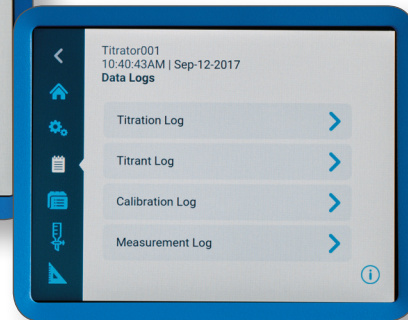 Titrator001
10:40:43AM | Sep-12-2017
Data Logs
Titration Log
Titrant Log
Calibration Log
Measurement Log